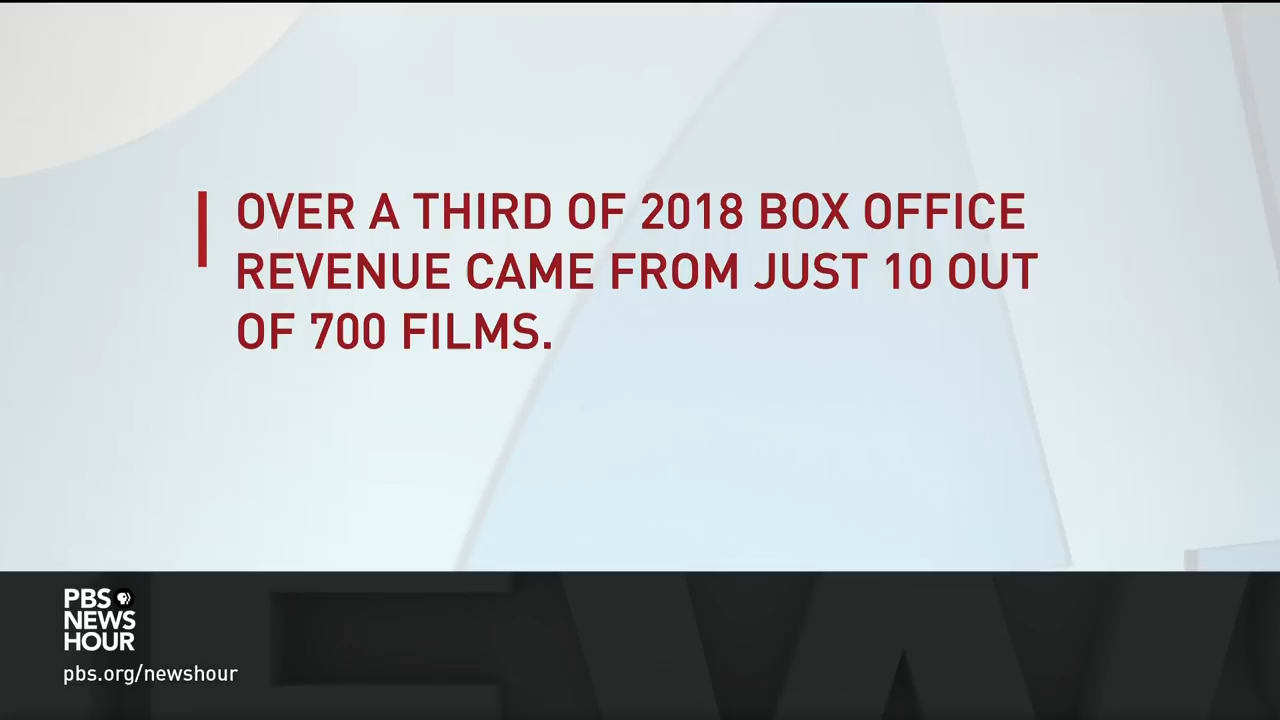 OVER A THIRD OF 2018 BOX OFFICE
REVENUE CAME FROM JUST 10 OUT
OF 700 FILMS.
PBS
NEWS
HOUR
pbs.org/newshour